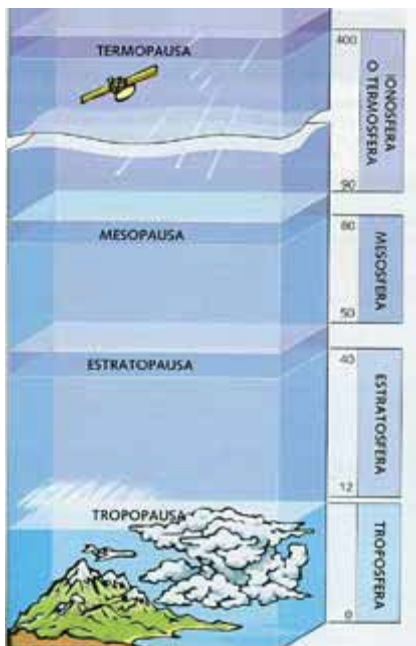 TERMOPAUSA
400
IONOSFERA
O TERMOSFERA
90
MESOPAUSA
80
MESOSFERA
50
ESTRATOPAUSA
40
ESTRATOSFERA
12
TROPOPAUSA
TROPOSFERA
0